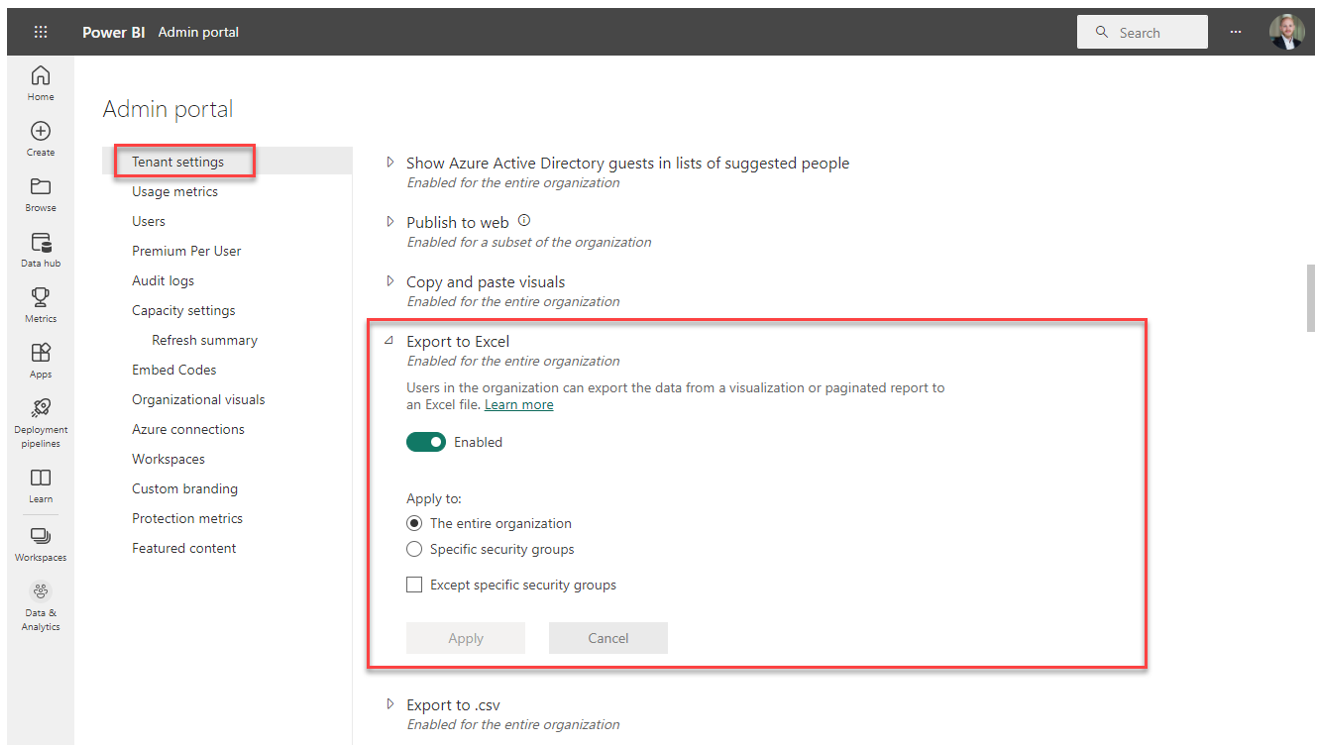 Power BI Admin portal
Search
Home
Create
Browse
Data hub
Metrics
Apps
Deployment
pipelines
Learn
Workspaces
Data &
Analytics
Admin portal
Tenant settings
Usage metrics
Users
Premium Per User
Audit logs
Capacity settings
Refresh summary
Embed Codes
Organizational visuals
Azure connections
Workspaces
Custom branding
Protection metrics
Featured content
Show Azure Active Directory guests in lists of suggested people
Enabled for the entire organization
Publish to web
Enabled for a subset of the organization
Copy and paste visuals
Enabled for the entire organization
Export to Excel
Enabled for the entire organization
Users in the organization can export the data from a visualization or paginated report to
an Excel file. Learn more
Enabled
Apply to:
The entire organization
Specific security groups
Except specific security groups
Apply Cancel
Export to .csv
Enabled for the entire organization